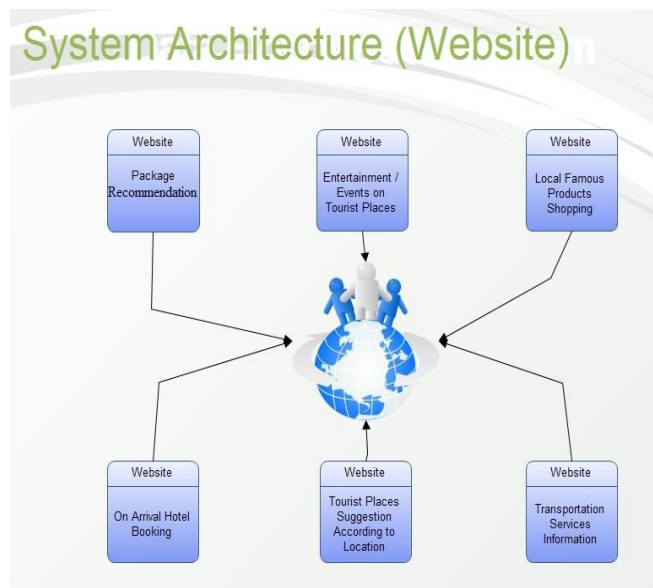 System Architecture (Website)
Website
Package
Recommendation
Website
Entertainment /
Events on
Tourist Places
Website
Local Famous
Products
Shopping
Website
On Arrival Hotel
Booking
Website
Tourist Places
Suggestion
According to
Location
Website
Transportation
Services
Information